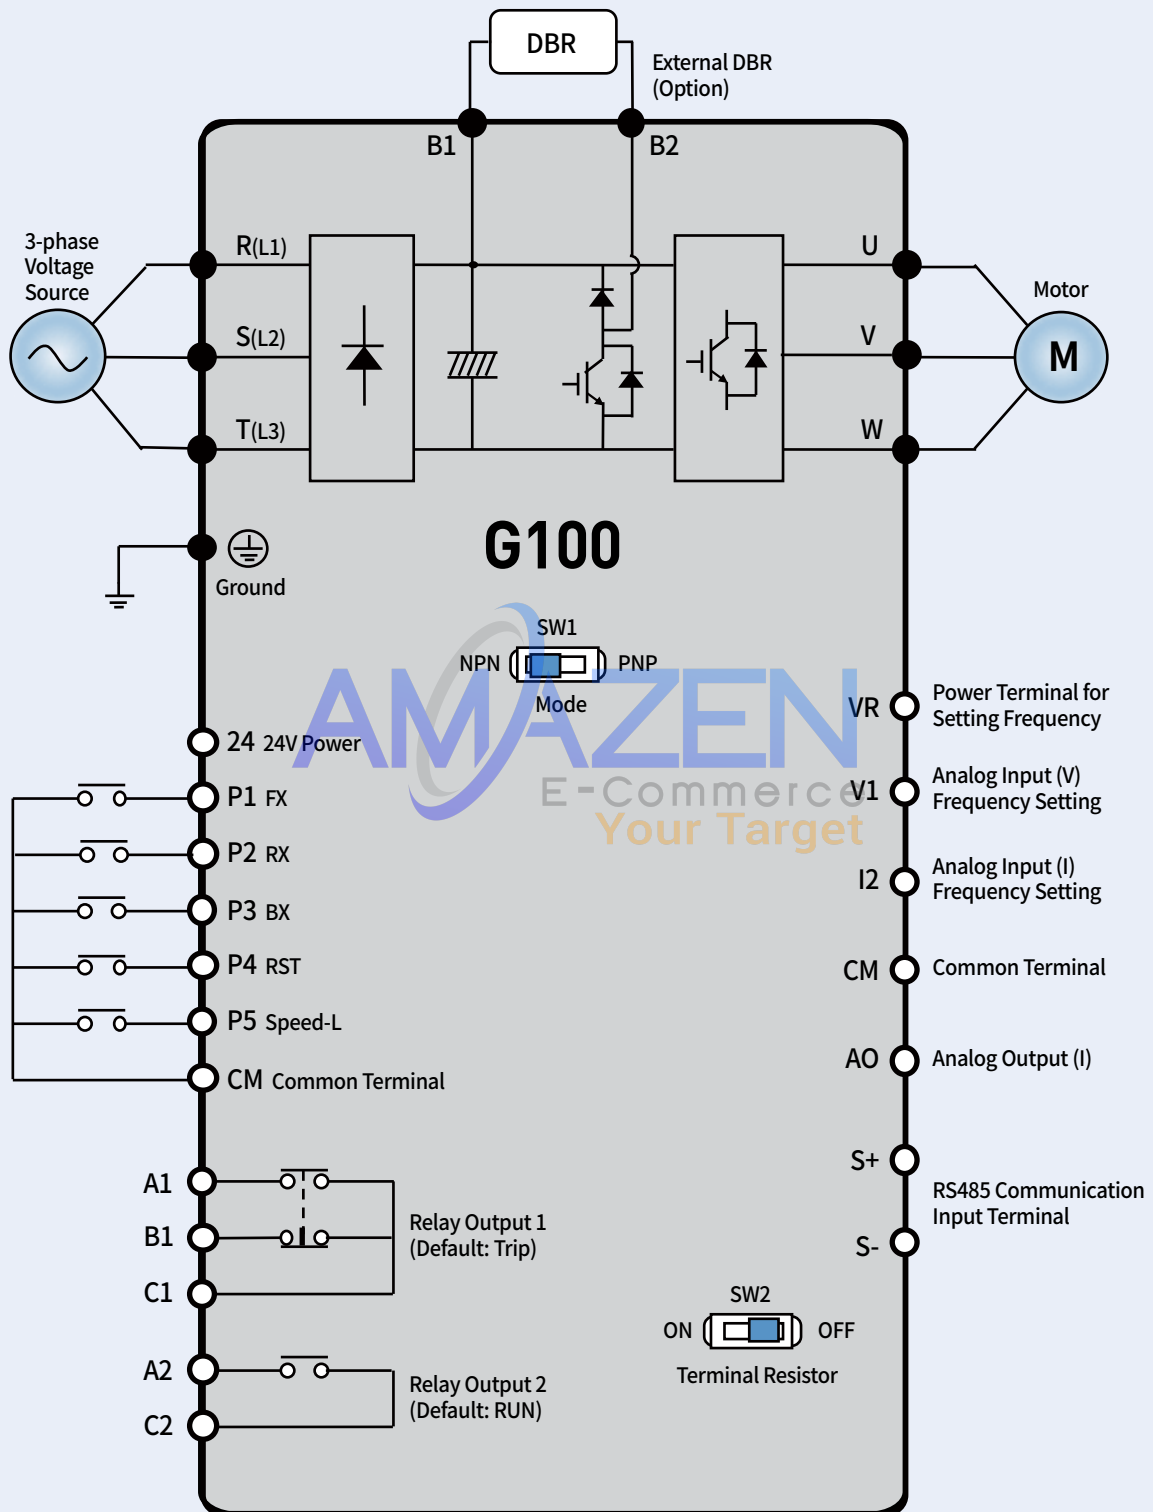 DBR
External DBR
(Option)
B1
B2
3-phase
Voltage
Source
R(L1)
S(L2)
T(L3)
U
V
W
Motor
M
Ground
G100
SW1
NPN
PNP
Mode
AMAZEN
E-Commerce
Your Target
24 24V Power
P1 FX
P2 RX
P3 BX
P4 RST
P5 Speed-L
CM Common Terminal
VR
Power Terminal for
Setting Frequency
V1
Analog Input (V)
Frequency Setting
I2
Analog Input (I)
Frequency Setting
CM
Common Terminal
AO
Analog Output (I)
S+
S-
RS485 Communication
Input Terminal
A1
B1
C1
Relay Output 1
(Default: Trip)
A2
C2
Relay Output 2
(Default: RUN)
SW2
ON
OFF
Terminal Resistor